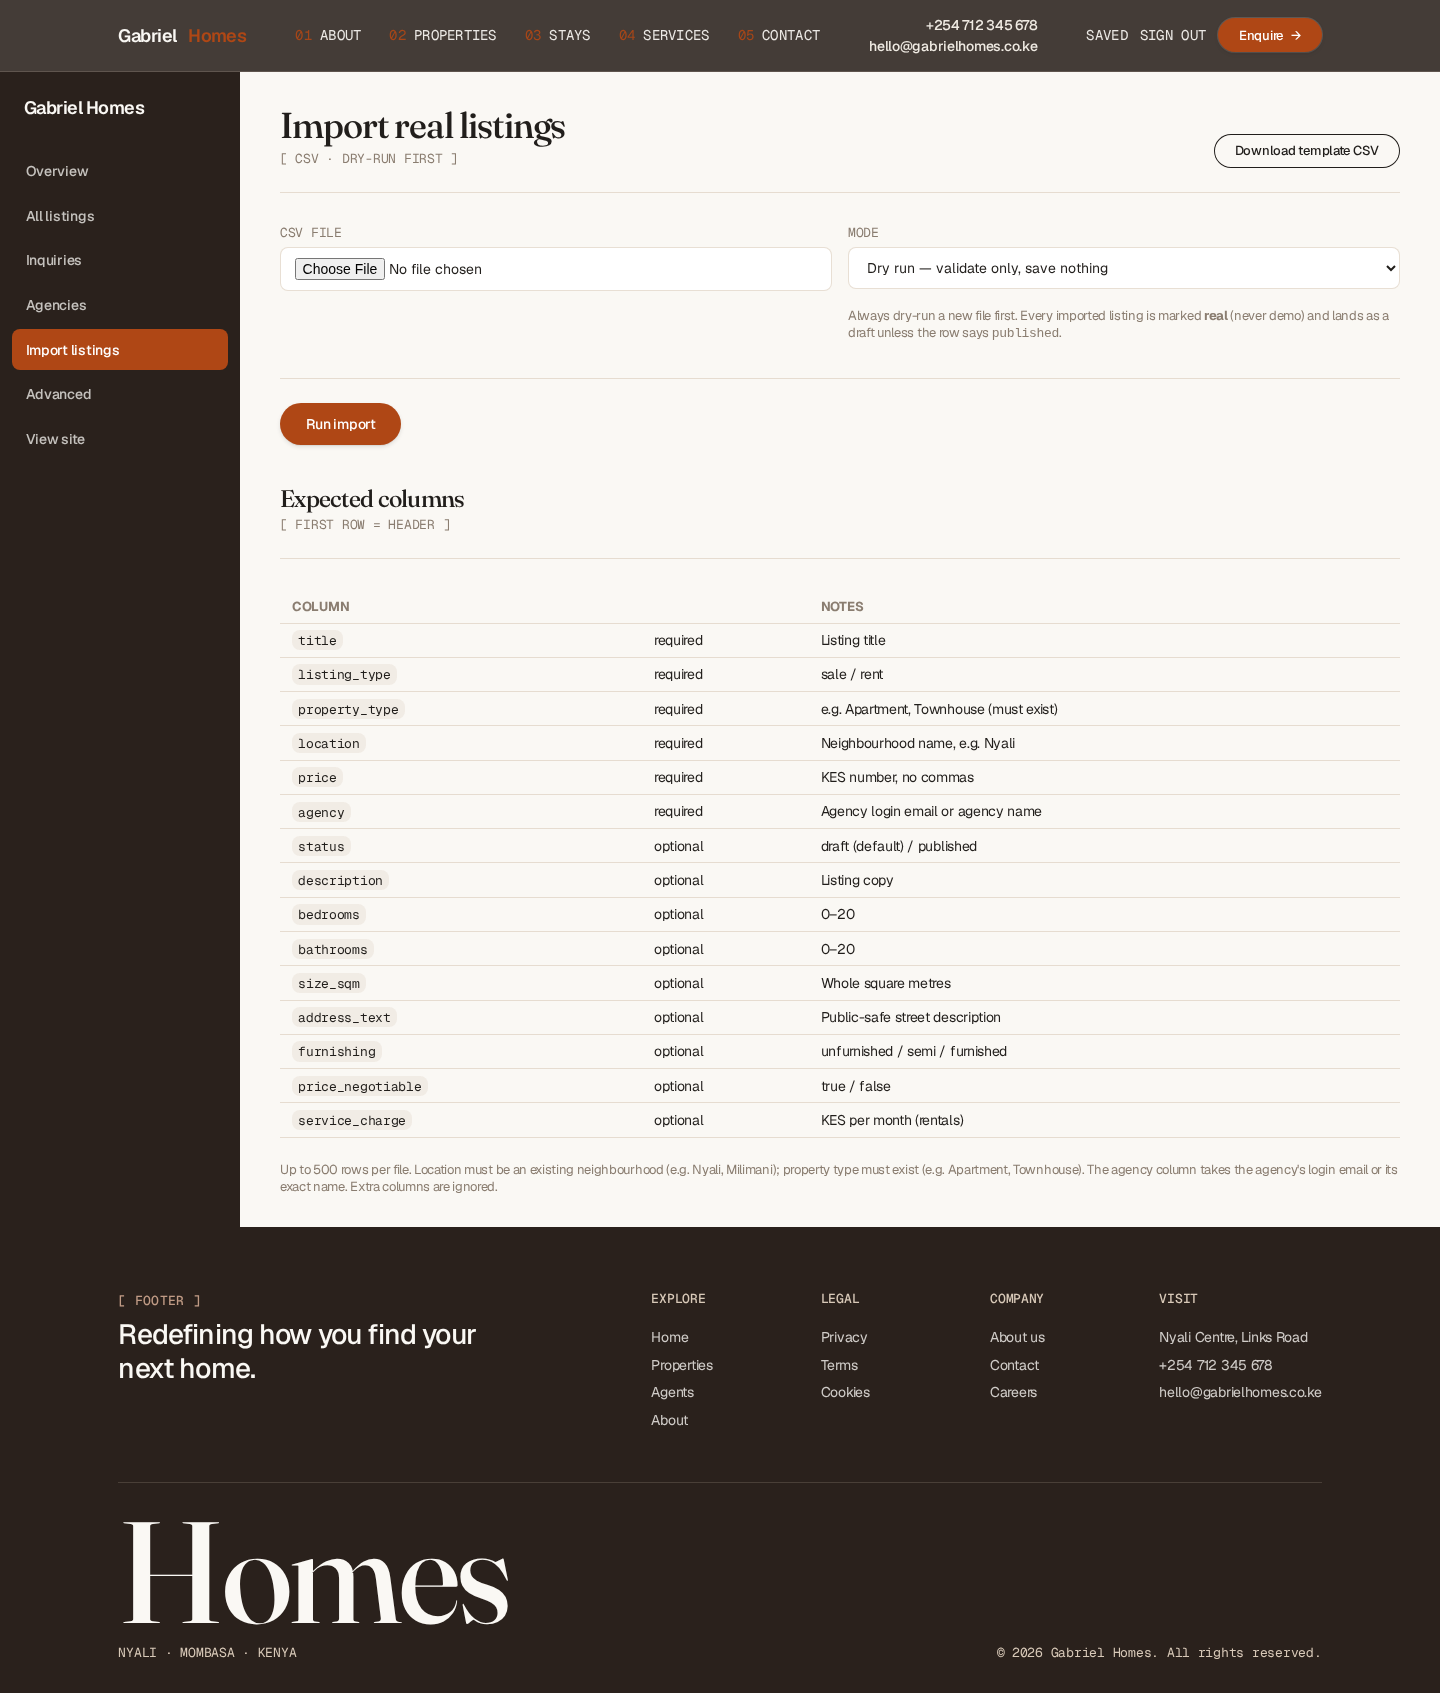 Gabriel Homes
01 ABOUT
02 PROPERTIES
03 STAYS
04 SERVICES
05 CONTACT
+254 712 345 678
hello@gabrielhomes.co.ke
SAVED
SIGN OUT
Enquire →
Gabriel Homes
Overview
All listings
Inquiries
Agencies
Import listings
Advanced
View site
Import real listings
[ CSV · DRY-RUN FIRST ]
Download template CSV
CSV FILE
Choose File No file chosen
MODE
Dry run — validate only, save nothing
Always dry-run a new file first. Every imported listing is marked real (never demo) and lands as a
draft unless the row says published.
Run import
Expected columns
[ FIRST ROW = HEADER ]
COLUMN NOTES
title required Listing title
listing_type required sale / rent
property_type required e.g. Apartment, Townhouse (must exist)
location required Neighbourhood name, e.g. Nyali
price required KES number, no commas
agency required Agency login email or agency name
status optional draft (default) / published
description optional Listing copy
bedrooms optional 0–20
bathrooms optional 0–20
size_sqm optional Whole square metres
address_text optional Public-safe street description
furnishing optional unfurnished / semi / furnished
price_negotiable optional true / false
service_charge optional KES per month (rentals)
Up to 500 rows per file. Location must be an existing neighbourhood (e.g. Nyali, Milimani); property type must exist (e.g. Apartment, Townhouse). The agency column takes the agency's login email or its
exact name. Extra columns are ignored.
[ FOOTER ]
Redefining how you find your
next home.
EXPLORE
Home
Properties
Agents
About
LEGAL
Privacy
Terms
Cookies
COMPANY
About us
Contact
Careers
VISIT
Nyali Centre, Links Road
+254 712 345 678
hello@gabrielhomes.co.ke
Homes
NYALI · MOMBASA · KENYA
© 2026 Gabriel Homes. All rights reserved.